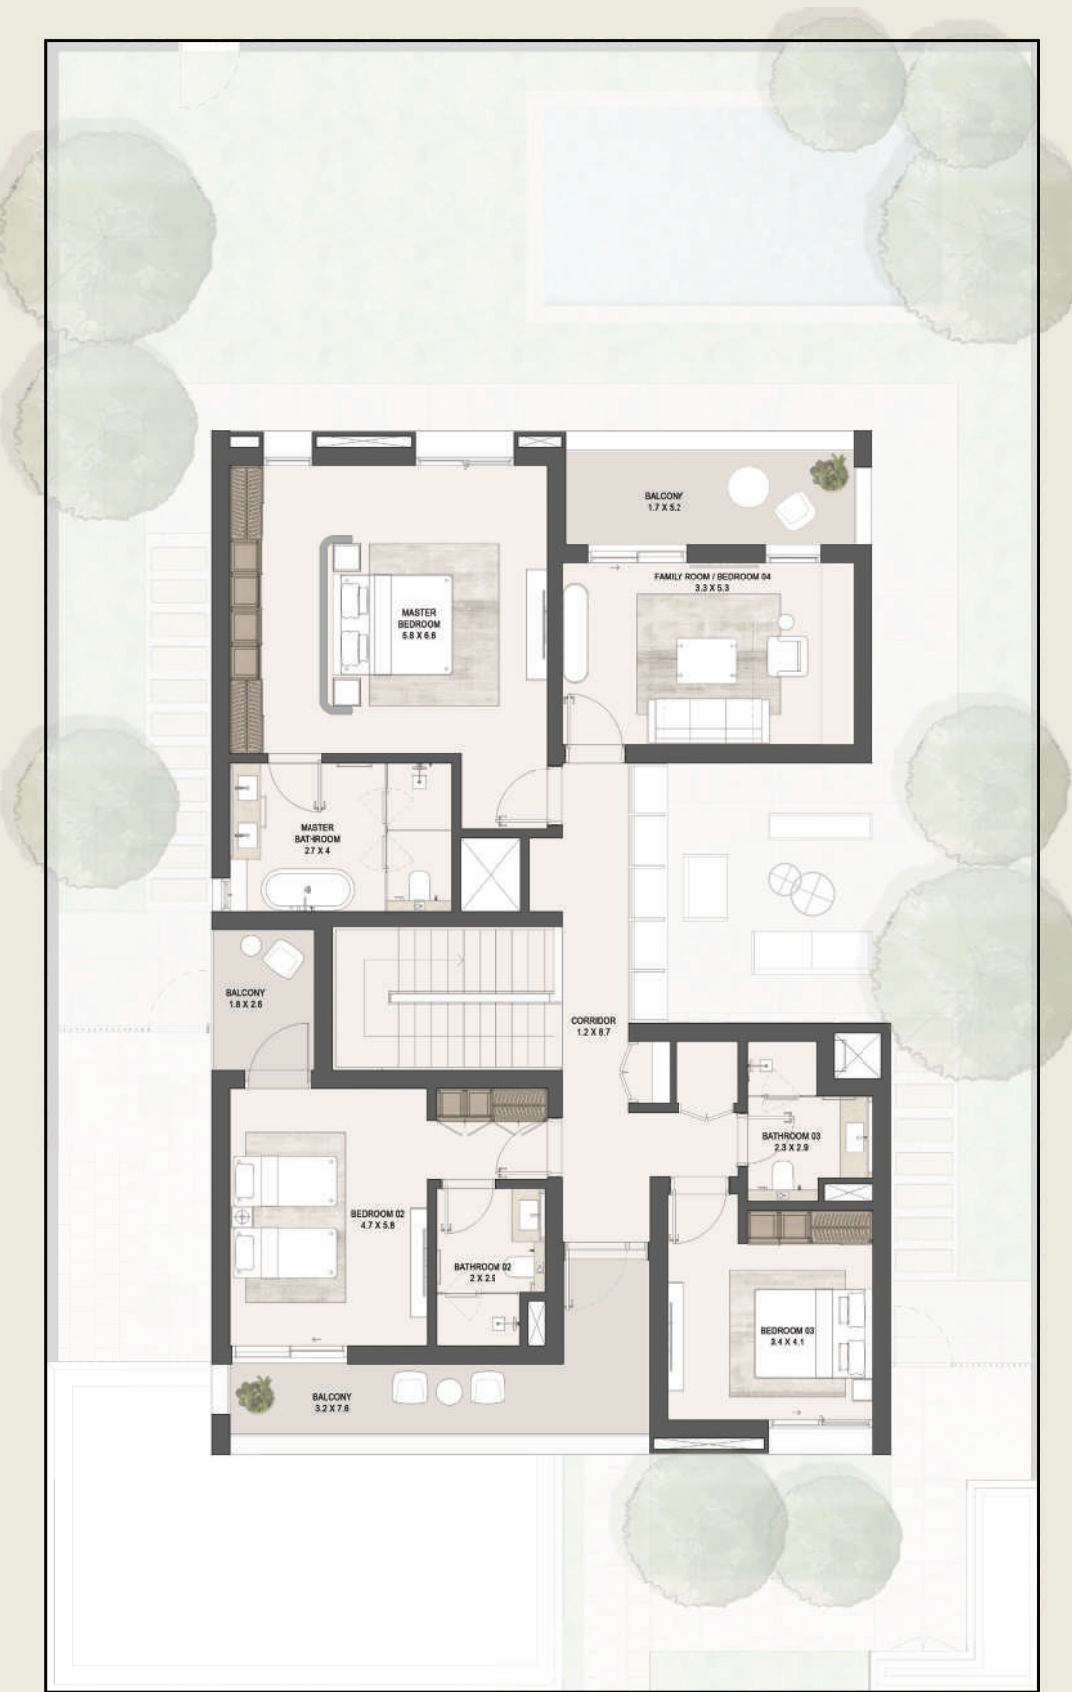 BALCONY
1.7 X 5.2
FAMILY ROOM / BEDROOM 04
3.3 X 5.3
MASTER
BEDROOM
5.8 X 6.6
MASTER
BATHROOM
2.7 X 4
BALCONY
1.8 X 2.6
CORRIDOR
1.2 X 8.7
BATHROOM 03
2.3 X 2.9
BEDROOM 02
4.7 X 5.8
BATHROOM 02
2 X 2.5
BEDROOM 03
3.4 X 4.1
BALCONY
3.2 X 7.6